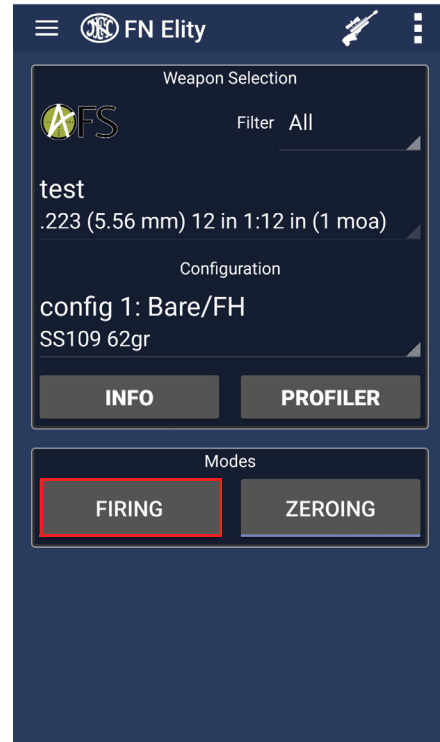 FN Elity
Weapon Selection
AFS
Filter All
test
.223 (5.56 mm) 12 in 1:12 in (1 moa)
Configuration
config 1: Bare/FH
SS109 62gr
INFO PROFILER
Modes
FIRING ZEROING